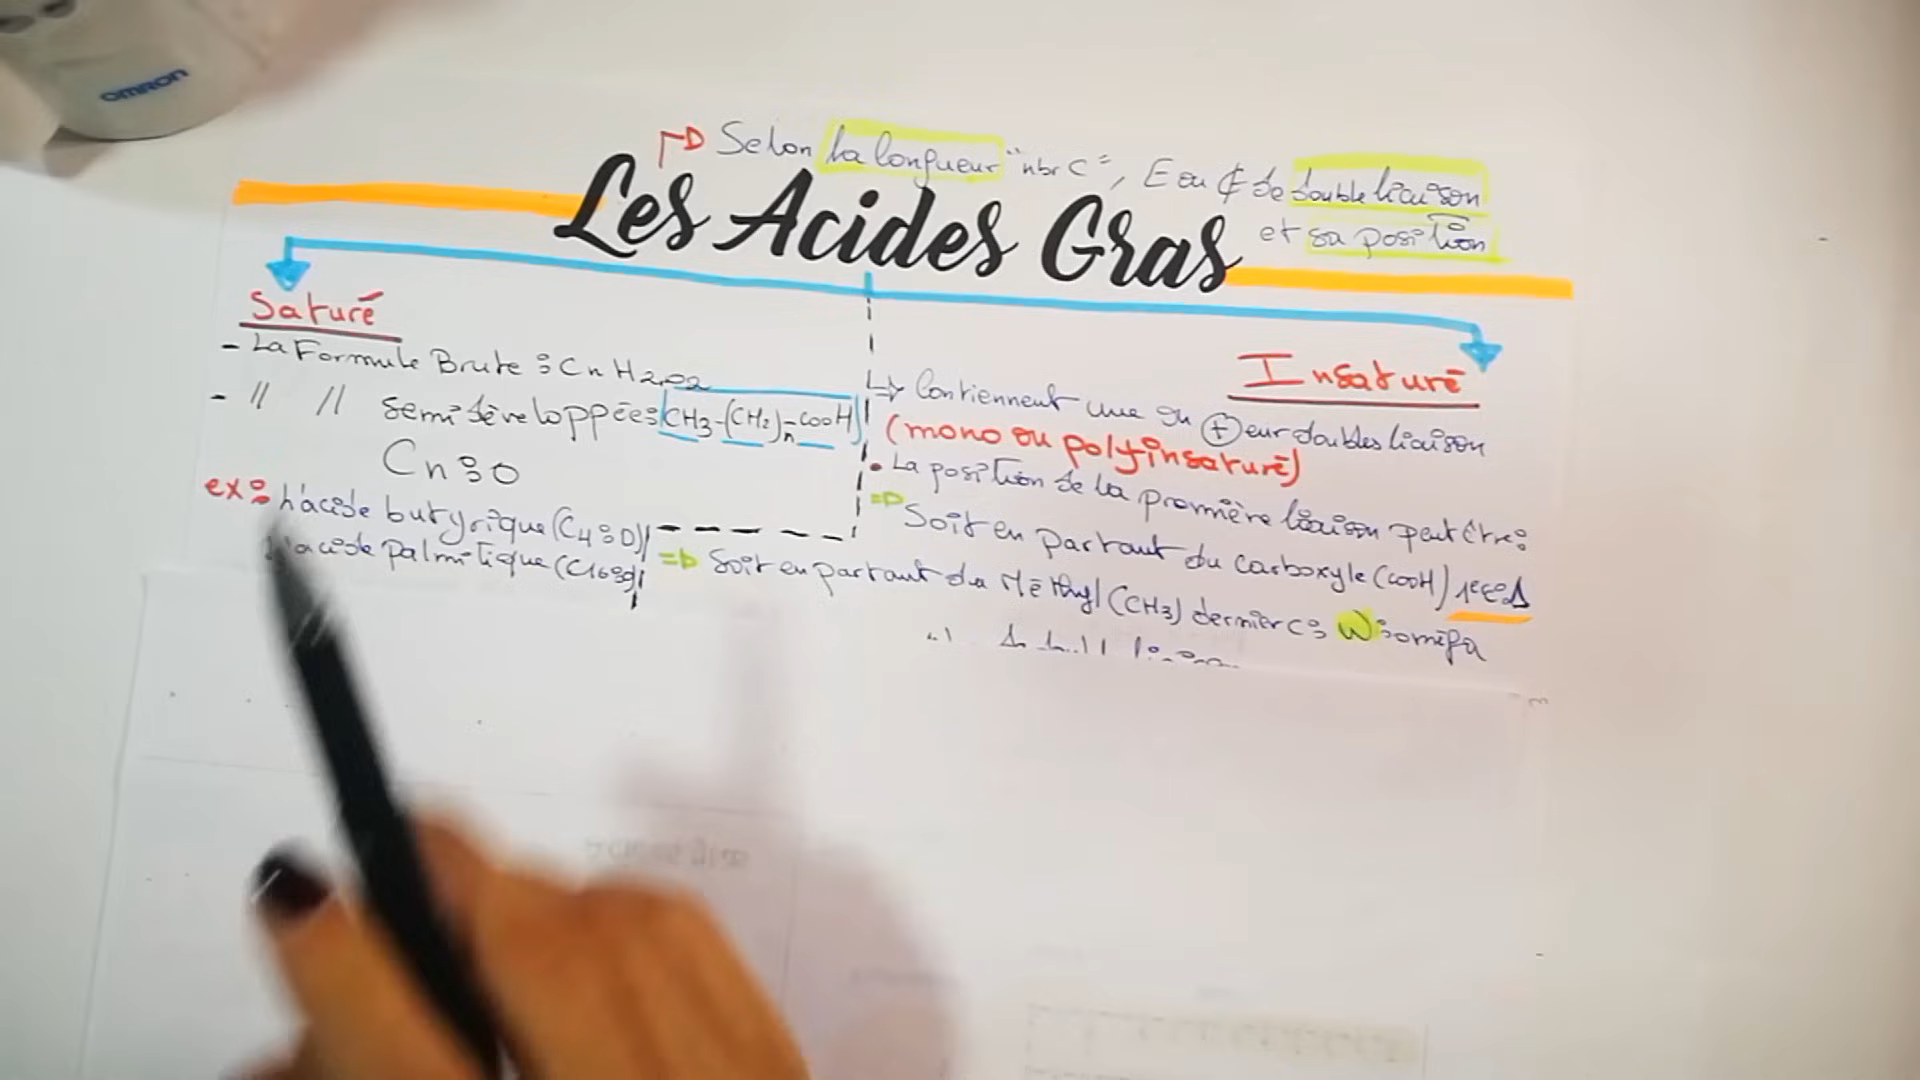 OMRON
Selon la longueur "nbr C", E ou ∉ de double liaison
et sa position
Les Acides Gras
Saturé
- La Formule Brute : CnH2nO2
- // // semi développées CH3-(CH2)n-COOH
Cn:0
ex: L'acide butyrique (C4:0)
L'acide palmitique (C16:0)
Insaturé
↳ Contiennent une ou ⊕eur doubles liaison
(mono ou polyinsaturé)
• La position de la première liaison peut être:
⇒ Soit en partant du carboxyle (COOH) 1erC:Δ
⇒ Soit en partant du Méthyl (CH3) dernier C: W:oméga